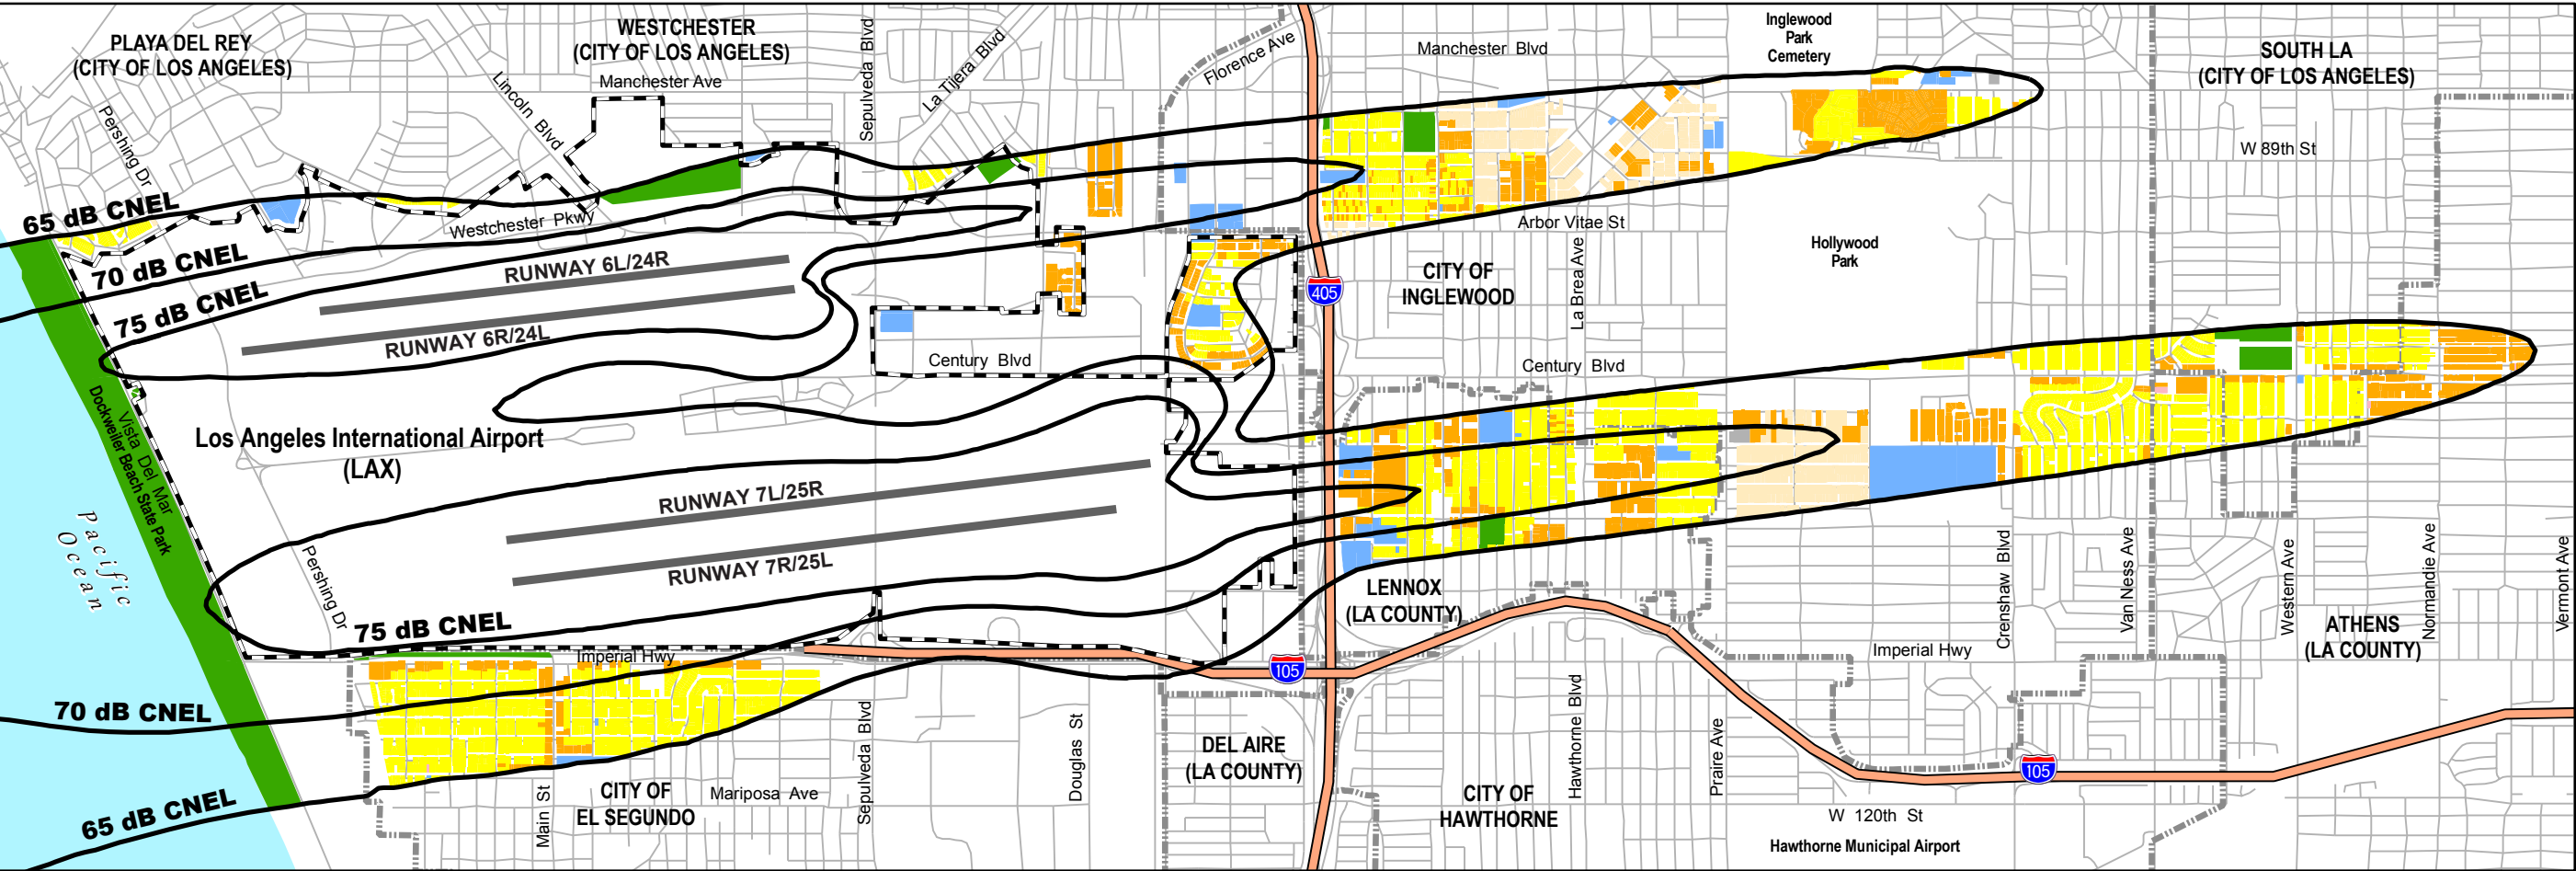 PLAYA DEL REY
(CITY OF LOS ANGELES)
WESTCHESTER
(CITY OF LOS ANGELES)
Manchester Ave
Sepulveda Blvd
La Tijera Blvd
Florence Ave
Manchester Blvd
Inglewood
Park
Cemetery
SOUTH LA
(CITY OF LOS ANGELES)
Lincoln Blvd
Pershing Dr
W 89th St
65 dB CNEL
Westchester Pkwy
Arbor Vitae St
70 dB CNEL
RUNWAY 6L/24R
75 dB CNEL
RUNWAY 6R/24L
405
CITY OF
INGLEWOOD
La Brea Ave
Hollywood
Park
Century Blvd
Century Blvd
Vista Del Mar
Dockweiler Beach State Park
Los Angeles International Airport
(LAX)
RUNWAY 7L/25R
RUNWAY 7R/25L
Pacific
Ocean
Pershing Dr
75 dB CNEL
Imperial Hwy
105
LENNOX
(LA COUNTY)
Imperial Hwy
Crenshaw Blvd
Van Ness Ave
Western Ave
Normandie Ave
Vermont Ave
ATHENS
(LA COUNTY)
70 dB CNEL
65 dB CNEL
Main St
CITY OF
EL SEGUNDO
Mariposa Ave
Sepulveda Blvd
Douglas St
DEL AIRE
(LA COUNTY)
CITY OF
HAWTHORNE
Hawthorne Blvd
Praire Ave
105
W 120th St
Hawthorne Municipal Airport